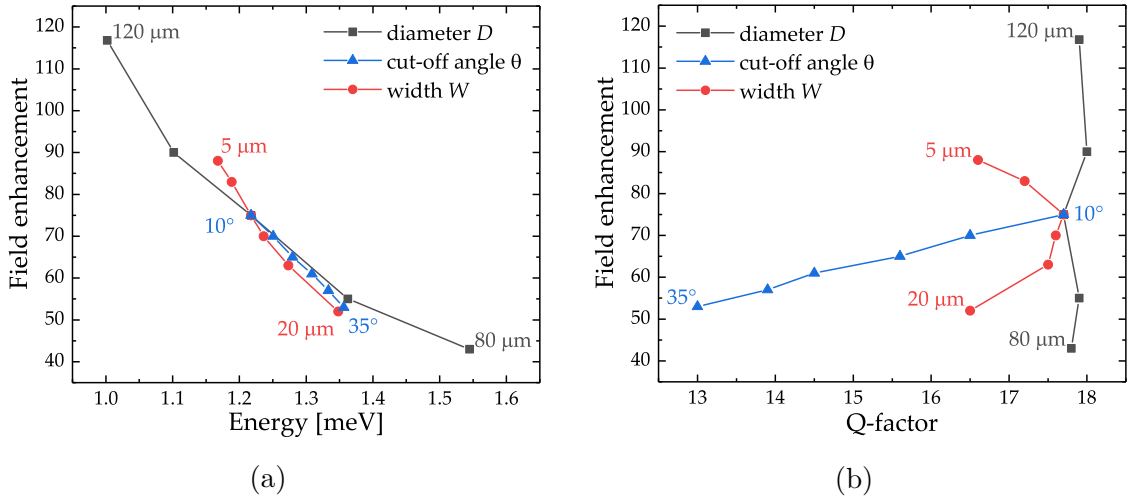 120
110
100
90
80
70
60
50
40
Field enhancement
1.0 1.1 1.2 1.3 1.4 1.5 1.6
Energy [meV]
120 μm
diameter D
cut-off angle θ
width W
5 μm
10°
20 μm
35°
80 μm
(a)
120
110
100
90
80
70
60
50
40
Field enhancement
13 14 15 16 17 18
Q-factor
diameter D
cut-off angle θ
width W
120 μm
5 μm
10°
35°
20 μm
80 μm
(b)